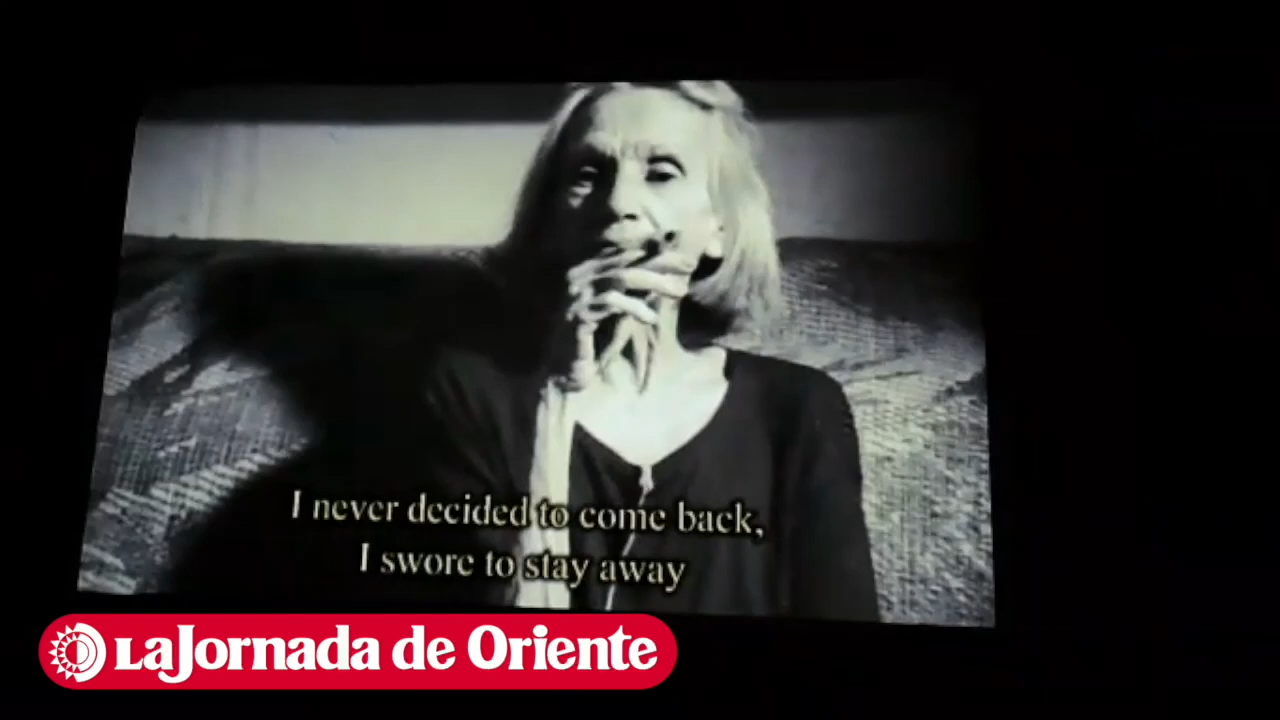 I never decided to come back,
I swore to stay away
LaJornada de Oriente